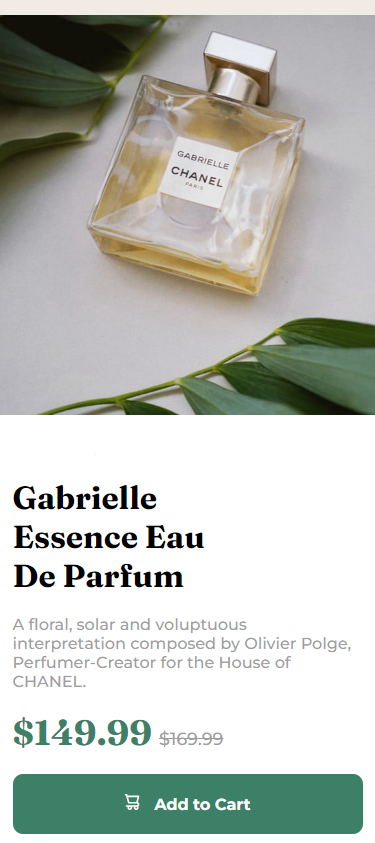 GABRIELLE
CHANEL
PARIS
Gabrielle
Essence Eau
De Parfum
A floral, solar and voluptuous
interpretation composed by Olivier Polge,
Perfumer-Creator for the House of
CHANEL.
$149.99 $169.99
Add to Cart